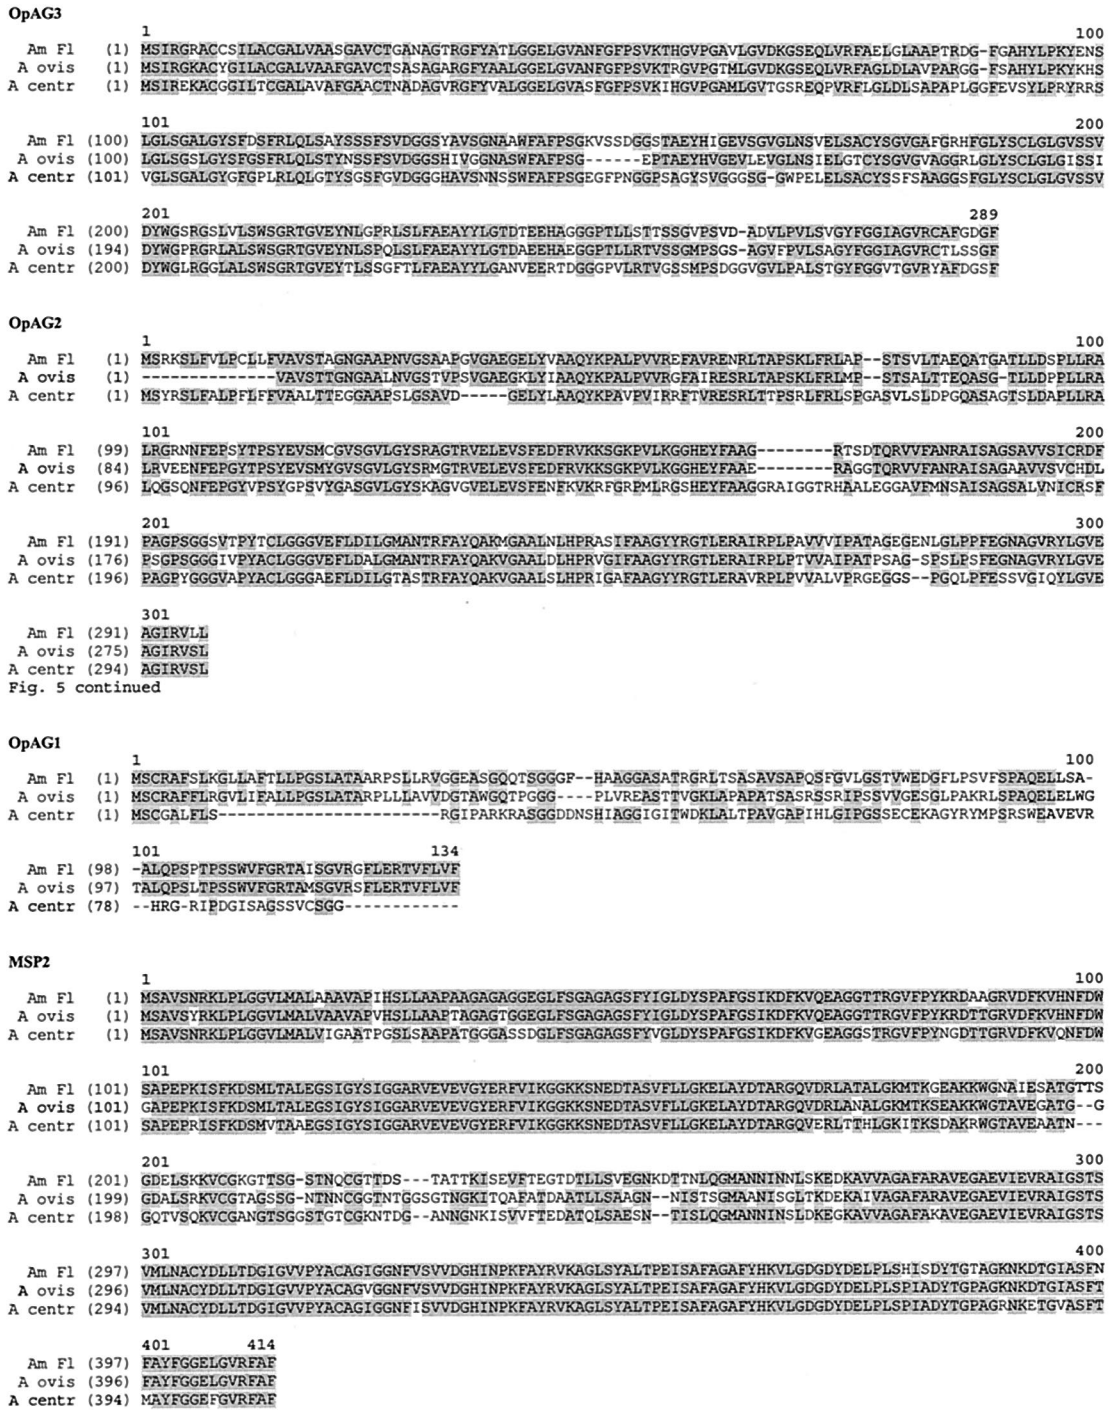 OpAG3
1 100
Am Fl (1) MSIRGRACCSILACGALVAASGAVCTGANAGTRGFYATLGGELGVANFGFPSVKTHGVPGAVLGVDKGSEQLVRFAELGLAAPTRDG-FGAHYLPKYENS
A ovis (1) MSIRGKACYGILACGALVAAFGAVCTSASAGARGFYAALGGELGVANFGFPSVKTRGVPGTMLGVDKGSEQLVRFAGLDLAVPARGG-FSAHYLPKYKHS
A centr (1) MSIREKACGGILTCGALAVAFGAACTNADAGVRGFYVALGGELGVASFGFPSVKIHGVPGAMLGVTGSREQPVRFLGLDLSAPAPLGGFEVSYLPRYRRS
101 200
Am Fl (100) LGLSGALGYSFDSFRLQLSAYSSSFSVDGGSYAVSGNAAWFAFPSGKVSSDGGSTAEYHIGEVSGVGLNSVELSACYSGVGAFGRHFGLYSCLGLGVSSV
A ovis (100) LGLSGSLGYSFGSFRLQLSTYNSSFSVDGGSHIVGGNASWFAFPSG------EPTAEYHVGEVLEVGLNSIELGTCYSGVGVAGGRLGLYSCLGLGISSI
A centr (101) VGLSGALGYGFGPLRLQLGTYSGSFGVDGGGHAVSNNSSWFAFPSGEGFPNGGPSAGYSVGGGSG-GWPELELSACYSSFSAAGGSFGLYSCLGLGVSSV
201 289
Am Fl (200) DYWGSRGSLVLSWSGRTGVEYNLGPRLSLFAEAYYLGTDTEEHAGGGPTLLSTTSSGVPSVD-ADVLPVLSVGYFGGIAGVRCAFGDGF
A ovis (194) DYWGPRGRLALSWSGRTGVEYNLSPQLSLFAEAYYLGTDAEEHAEGGPTLLRTVSSGMPSGS-AGVFPVLSAGYFGGIAGVRCTLSSGF
A centr (200) DYWGLRGGLALSWSGRTGVEYTLSSGFTLFAEAYYLGANVEERTDGGGPVLRTVGSSMPSDGGVGVLPALSTGYFGGVTGVRYAFDGSF
OpAG2
1 100
Am Fl (1) MSRKSLFVLPCLLFVAVSTAGNGAAPNVGSAAPGVGAEGELYVAAQYKPALPVVREFAVRENRLTAPSKLFRLAP--STSVLTAEQATGATLLDSPLLRA
A ovis (1) --------------VAVSTTGNGAALNVGSTVPSVGAEGKLYIAAQYKPALPVVRGFAIRESRLTAPSKLFRLMP--STSALTTEQASG-TLLDPPLLRA
A centr (1) MSYRSLFALPFLFFVAALTTEGGAAPSLGSAVD-----GELYLAAQYKPAVPVIRRFTVRESRLTTPSRLFRLSPGASVLSLDPGQASAGTSLDAPLLRA
101 200
Am Fl (99) LRGRNNFEPSYTPSYEVSMCGVSGVLGYSRAGTRVELEVSFEDFRVKKSGKPVLKGGHEYFAAG--------RTSDTQRVVFANRAISAGSAVVSICRDF
A ovis (84) LRVEENFEPGYTPSYEVSMYGVSGVLGYSRMGTRVELEVSFEDFRVKKSGKPVLKGGHEYFAAE--------RAGGTQRVVFANRAISAGAAVVSVCHDL
A centr (96) LQGSQNFEPGYVPSYGPSVYGASGVLGYSKAGVGVELEVSFENFKVKRFGRPMLRGSHEYFAAGGRAIGGTRHAALEGGAVFMNSAISAGSALVNICRSF
201 300
Am Fl (191) PAGPSGGSVTPYTCLGGGVEFLDILGMANTRFAYQAKMGAALNLHPRASIFAAGYYRGTLERAIRPLPAVVVIPATAGEGENLGLPPFEGNAGVRYLGVE
A ovis (176) PSGPSGGGIVPYACLGGGVEFLDALGMANTRFAYQAKVGAALDLHPRVGIFAAGYYRGTLERAIRPLPTVVAIPATPSAG-SPSLPSFEGNAGVRYLGVE
A centr (196) PAGPYGGGVAPYACLGGGAEFLDILGTASTRFAYQAKVGAALSLHPRIGAFAAGYYRGTLERAVRPLPVVALVPRGEGGS--PGQLPFESSVGIQYLGVE
301
Am Fl (291) AGIRVLL
A ovis (275) AGIRVSL
A centr (294) AGIRVSL
Fig. 5 continued
OpAG1
1 100
Am Fl (1) MSCRAFSLKGLLAFTLLPGSLATAARPSLLRVGGEASGQQTSGGGF--HAAGGASATRGRLTSASAVSAPQSFGVLGSTVWEDGFLPSVFSPAQELLSA-
A ovis (1) MSCRAFFLRGVLIFALLPGSLATARPLLLAVVDGTAWGQTPGGG----PLVREASTTVGKLAPAPATSASRSSRIPSSVVGESGLPAKRLSPAQELELWG
A centr (1) MSCGALFLS-----------------------RGIPARKRASGGDDNSHIAGGIGITWDKLALTPAVGAPIHLGIPGSSECEKAGYRYMPSRSWEAVEVR
101 134
Am Fl (98) -ALQPSPTPSSWVFGRTAISGVRGFLERTVFLVF
A ovis (97) TALQPSLTPSSWVFGRTAMSGVRSFLERTVFLVF
A centr (78) --HRG-RIPDGISAGSSVCSGG------------
MSP2
1 100
Am Fl (1) MSAVSNRKLPLGGVLMALAAAVAPIHSLLAAPAAGAGAGGEGLFSGAGAGSFYIGLDYSPAFGSIKDFKVQEAGGTTRGVFPYKRDAAGRVDFKVHNFDW
A ovis (1) MSAVSYRKLPLGGVLMALVAAVAPVHSLLAAPTAGAGTGGEGLFSGAGAGSFYIGLDYSPAFGSIKDFKVQEAGGTTRGVFPYKRDTTGRVDFKVHNFDW
A centr (1) MSAVSNRKLPLGGVLMALVIGAATPGSLSAAPATGGGASSDGLFSGAGAGSFYVGLDYSPAFGSIKDFKVGEAGGSTRGVFPYNGDTTGRVDFKVQNFDW
101 200
Am Fl (101) SAPEPKISFKDSMLTALEGSIGYSIGGARVEVEVGYERFVIKGGKKSNEDTASVFLLGKELAYDTARGQVDRLATALGKMTKGEAKKWGNAIESATGTTS
A ovis (101) GAPEPKISFKDSMLTALEGSIGYSIGGARVEVEVGYERFVIKGGKKSNEDTASVFLLGKELAYDTARGQVDRLANALGKMTKSEAKKWGTAVEGATG--G
A centr (101) SAPEPRISFKDSMVTAAEGSIGYSIGGARVEVEVGYERFVIKGGKKSNEDTASVFLLGKELAYDTARGQVERLTTHLGKITKSDAKRWGTAVEAATN---
201 300
Am Fl (201) GDELSKKVCGKGTTSG-STNQCGTTDS---TATTKISEVFTEGTDTLLSVEGNKDTTNLQGMANNINNLSKEDKAVVAGAFARAVEGAEVIEVRAIGSTS
A ovis (199) GDALSRKVCGTAGSSG-NTNNCGGTNTGGSGTNGKITQAFATDAATLLSAAGN--NISTSGMAANISGLTKDEKAIVAGAFARAVEGAEVIEVRAIGSTS
A centr (198) GQTVSQKVCGANGTSGGSTGTCGKNTDG--ANNGNKISVVFTEDATQLSAESN--TISLQGMANNINSLDKEGKAVVAGAFAKAVEGAEVIEVRAIGSTS
301 400
Am Fl (297) VMLNACYDLLTDGIGVVPYACAGIGGNFVSVVDGHINPKFAYRVKAGLSYALTPEISAFAGAFYHKVLGDGDYDELPLSHISDYTGTAGKNKDTGIASFN
A ovis (296) VMLNACYDLLTDGIGVVPYACAGVGGNFVSVVDGHINPKFAYRVKAGLSYALTPEISAFAGAFYHKVLGDGDYDELPLSPIADYTGPAGKNKDTGIASFT
A centr (294) VMLNACYDLLTDGIGVVPYACAGIGGNFISVVDGHINPKFAYRVKAGLSYALTPEISAFAGAFYHKVLGDGDYDELPLSPIADYTGPAGRNKETGVASFT
401 414
Am Fl (397) FAYFGGELGVRFAF
A ovis (396) FAYFGGELGVRFAF
A centr (394) MAYFGGEFGVRFAF